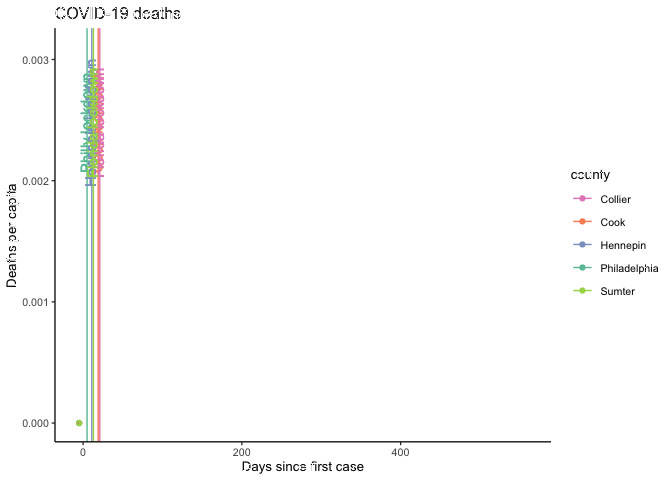 COVID-19 deaths
0.003
0.002
0.001
0.000
Deaths per capita
0
200
400
Days since first case
county
Collier
Cook
Hennepin
Philadelphia
Sumter